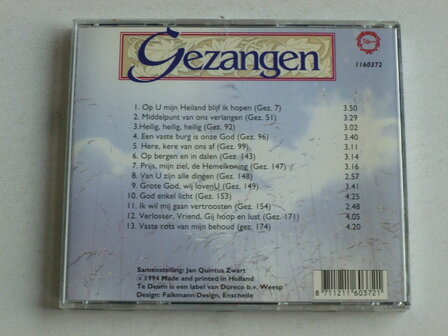 Gezangen
1160372
1. Op U mijn Heiland blijf ik hopen (Gez. 7) 3.50
2. Middelpunt van ons verlangen (Gez. 51) 3.29
3. Heilig, heilig, heilig (Gez. 92) 3.02
4. Een vaste burg is onze God (Gez. 96) 3.40
5. Here, kere van ons af (Gez. 99) 3.11
6. Op bergen en in dalen (Gez. 143) 3.14
7. Prijs, mijn ziel, de Hemelkoning (Gez. 147) 3.16
8. Van U zijn alle dingen (Gez. 148) 2.57
9. Grote God, wij lovenU (Gez. 149) 3.41
10. God enkel licht (Gez. 153) 4.25
11. Ik wil mij gaan vertroosten (Gez. 154) 2.48
12. Verlosser, Vriend, Gij hoop en lust (Gez. 171) 4.05
13. Vaste rots van mijn behoud (gez. 174) 4.20
Samenstelling: Jan Quintus Zwart
©1994 Made and printed in Holland
Te Deum is een label van Dureco b.v. Weesp
Design: Falkmann Design, Enschede
8 711211 603721